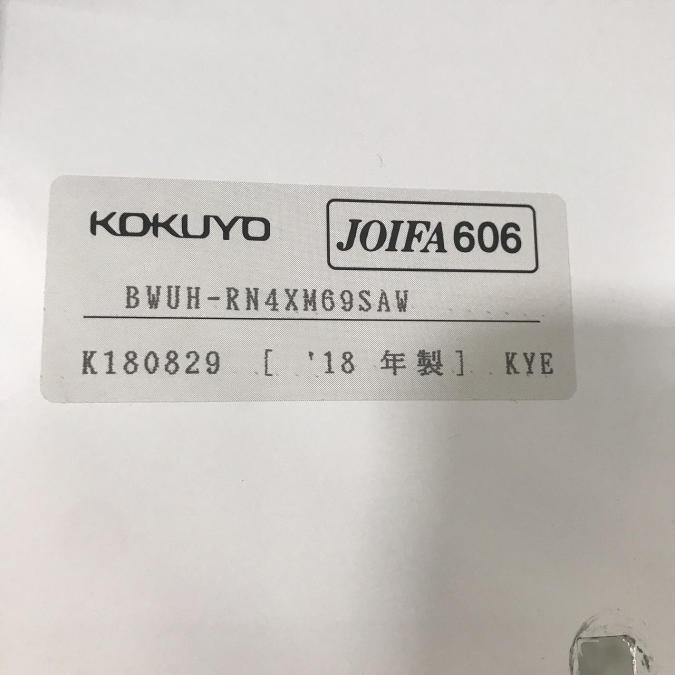 KOKUYO JOIFA 606
BWUH-RN4XM69SAW
K180829 [ '18 年製] KYE